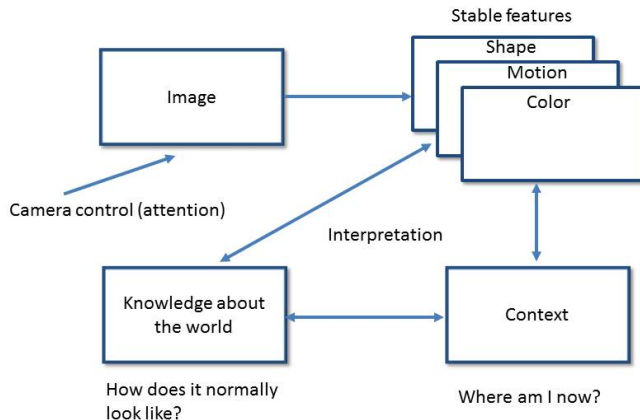 Stable features
Shape
Motion
Color
Image
Camera control (attention)
Interpretation
Knowledge about
the world
Context
How does it normally
look like?
Where am I now?